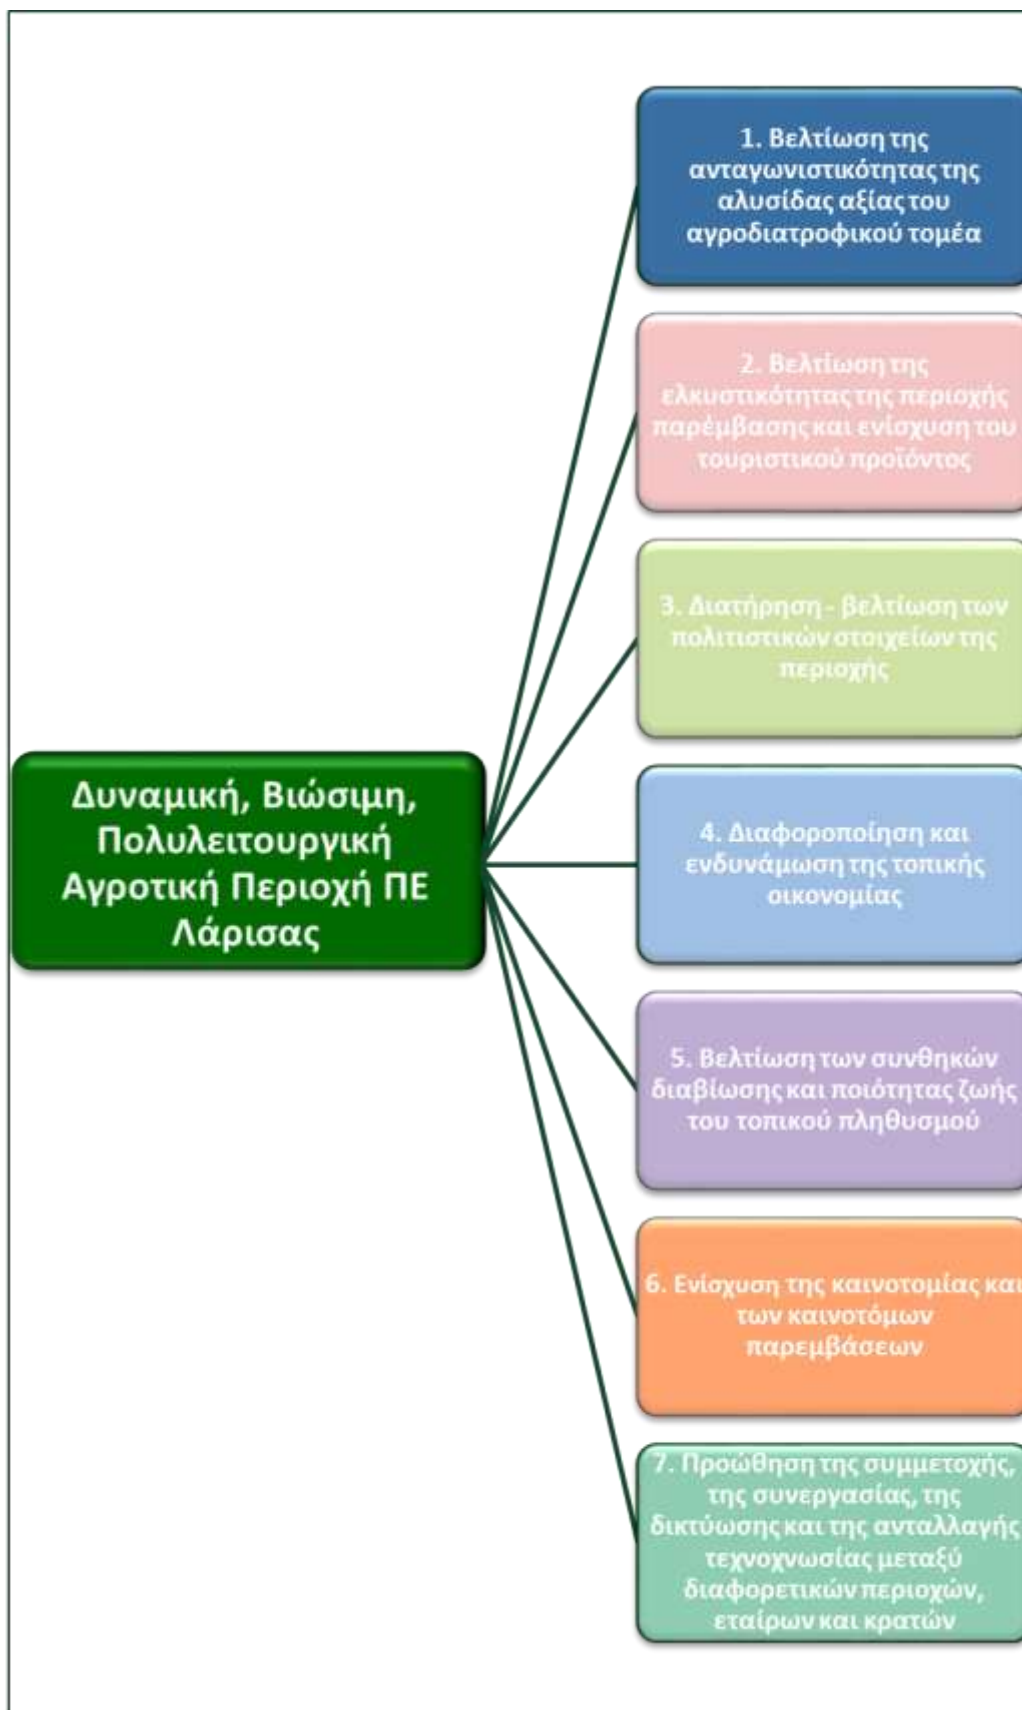 Δυναμική, Βιώσιμη,
Πολυλειτουργική
Αγροτική Περιοχή ΠΕ
Λάρισας
1. Βελτίωση της
ανταγωνιστικότητας της
αλυσίδας αξίας του
αγροδιατροφικού τομέα
2. Βελτίωση της
ελκυστικότητας της περιοχής
παρέμβασης και ενίσχυση του
τουριστικού προϊόντος
3. Διατήρηση - βελτίωση των
πολιτιστικών στοιχείων της
περιοχής
4. Διαφοροποίηση και
ενδυνάμωση της τοπικής
οικονομίας
5. Βελτίωση των συνθηκών
διαβίωσης και ποιότητας ζωής
του τοπικού πληθυσμού
6. Ενίσχυση της καινοτομίας και
των καινοτόμων
παρεμβάσεων
7. Προώθηση της συμμετοχής,
της συνεργασίας, της
δικτύωσης και της ανταλλαγής
τεχνοχνωσίας μεταξύ
διαφορετικών περιοχών,
εταίρων και κρατών